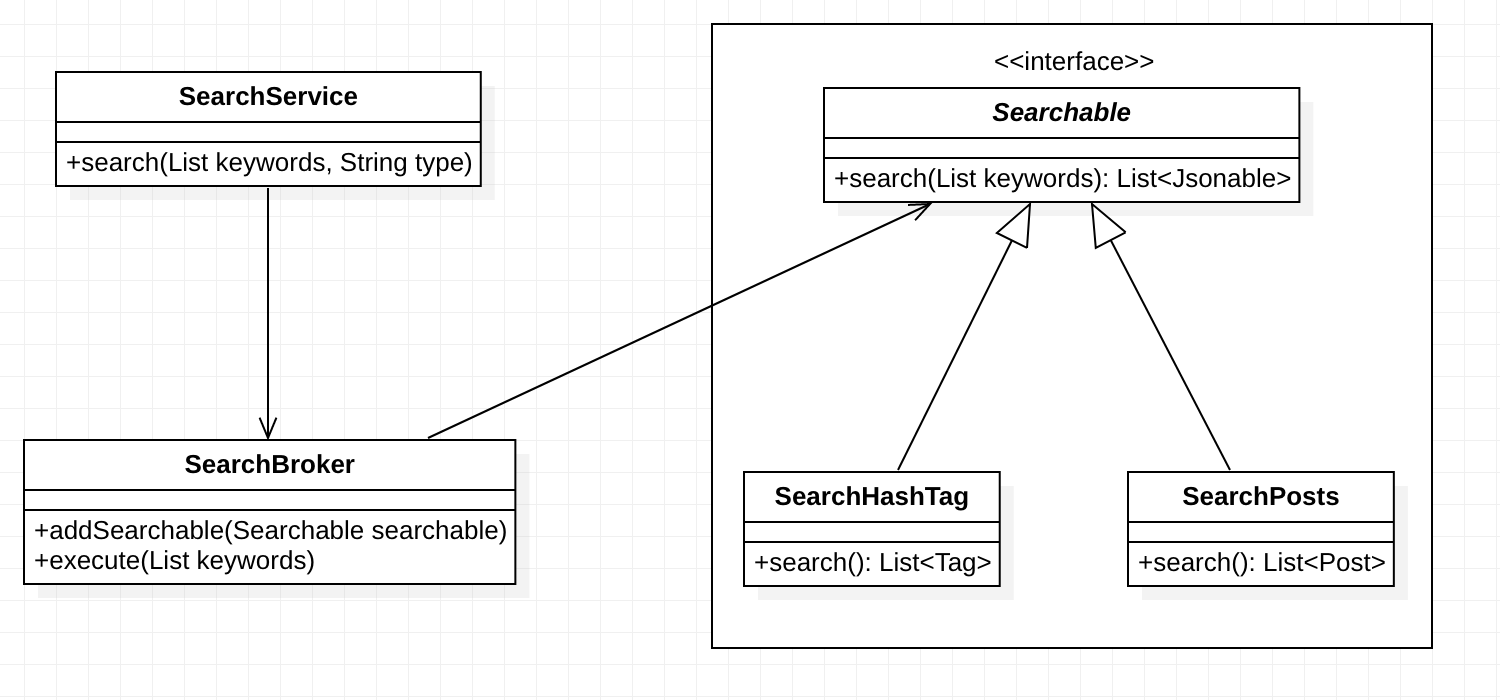 SearchService
+search(List keywords, String type)
<<interface>>
Searchable
+search(List keywords): List<Jsonable>
SearchBroker
+addSearchable(Searchable searchable)
+execute(List keywords)
SearchHashTag
+search(): List<Tag>
SearchPosts
+search(): List<Post>